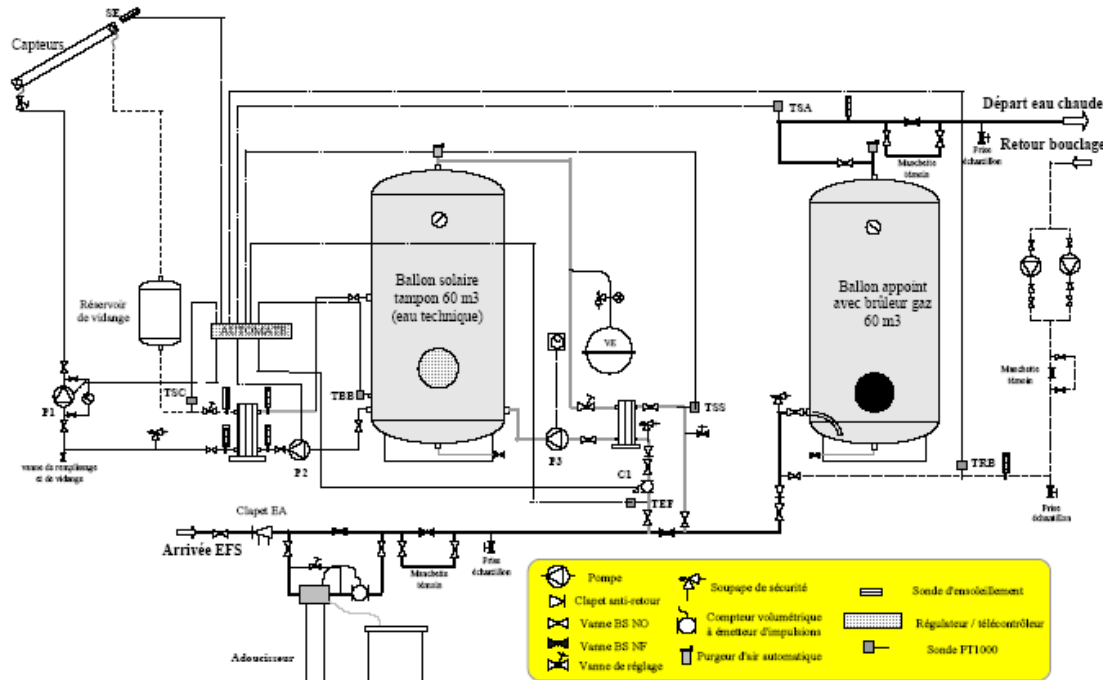 SE
Capteurs
TSA
Départ eau chaude
Prise
échantillon
Retour bouclage
Manchette
témoin
Ballon solaire
tampon 60 m3
(eau technique)
Ballon appoint
avec brûleur gaz
60 m3
Réservoir
de vidange
AUTOMATE
VE
Manchette
témoin
P1
TSC
TBB
TSS
P2
P3
C1
TRB
vanne de remplissage
et de vidange
TEF
Clapet EA
Prise
échantillon
Arrivée EFS
Manchette
témoin
Prise
échantillon
Adoucisseur
Pompe
Clapet anti-retour
Vanne BS NO
Vanne BS NF
Vanne de réglage
Soupape de sécurité
Compteur volumétrique
à émetteur d'impulsions
Purgeur d'air automatique
Sonde d'ensoleillement
Régulateur / télécontrôleur
Sonde PT1000